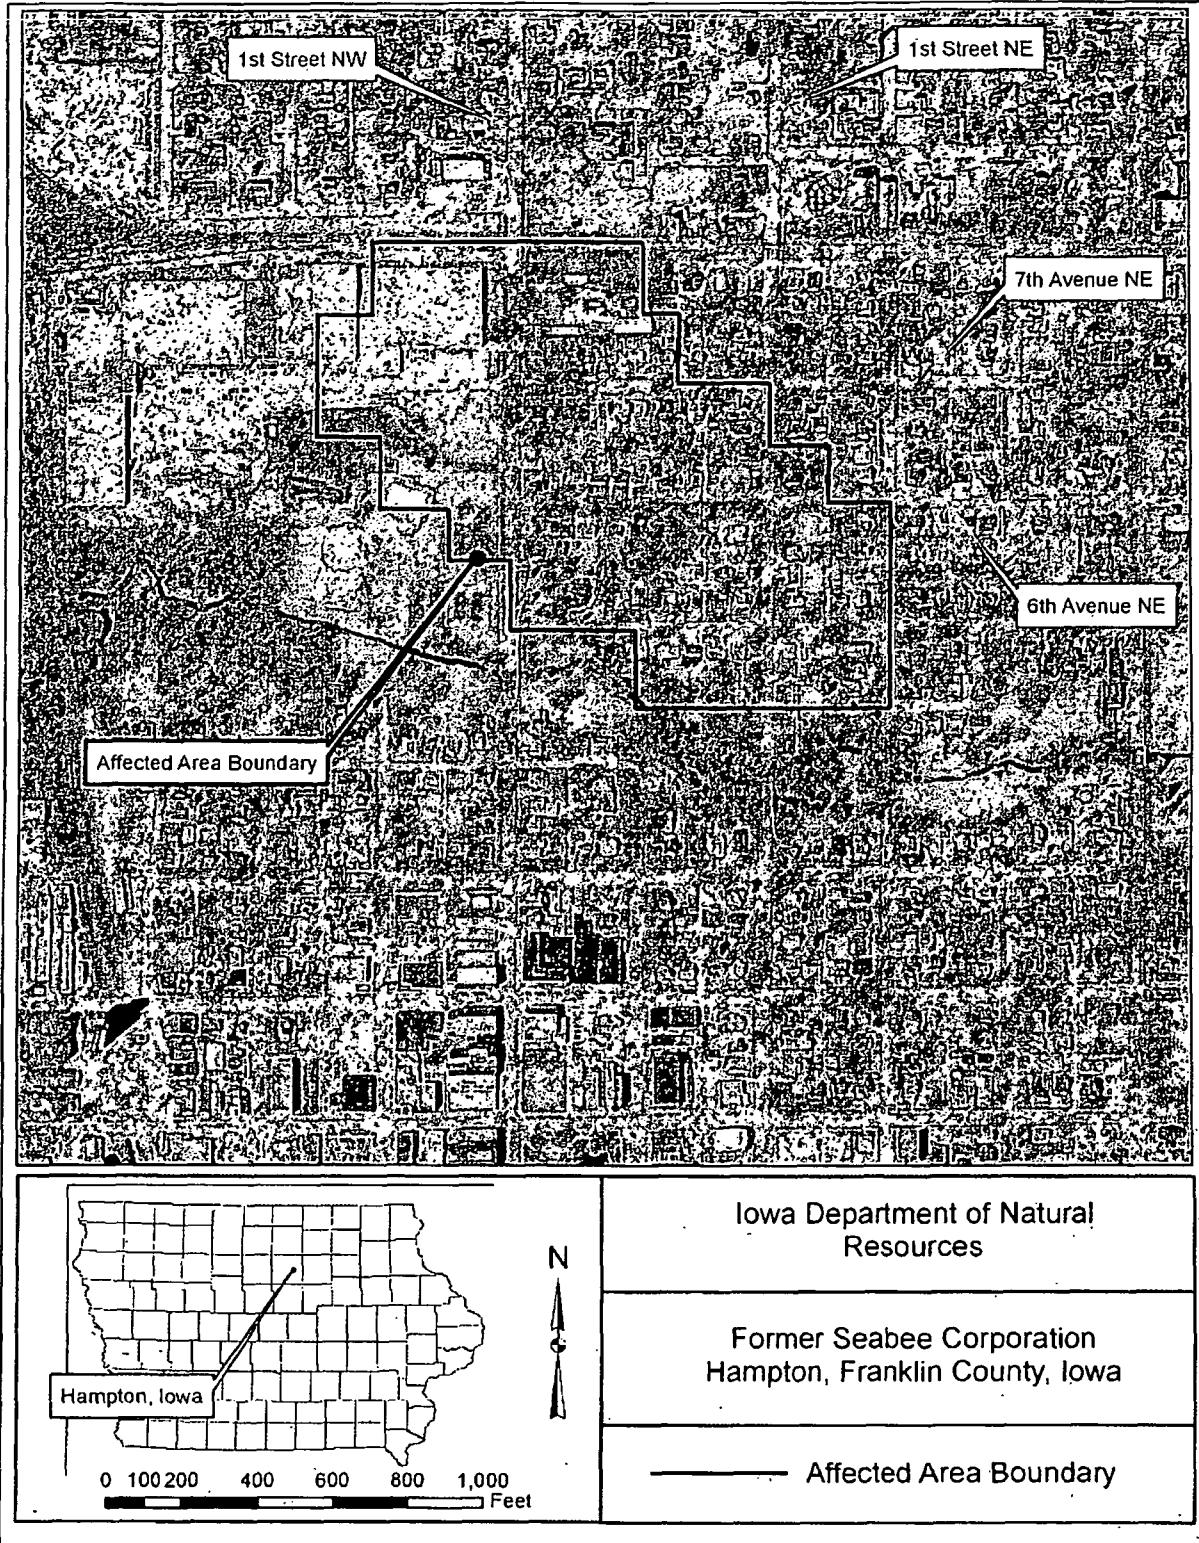 1st Street NW
1st Street NE
7th Avenue NE
6th Avenue NE
Affected Area Boundary
Hampton, Iowa
N
0 100 200 400 600 800 1,000
Feet
Iowa Department of Natural
Resources
Former Seabee Corporation
Hampton, Franklin County, Iowa
Affected Area Boundary